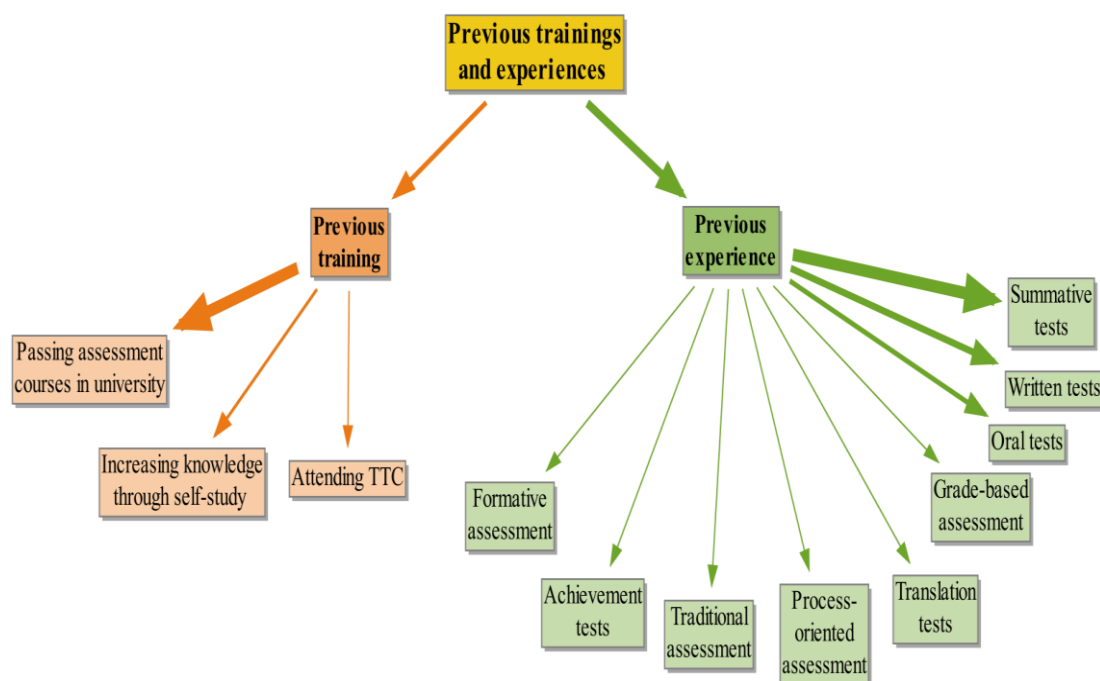 Previous trainings
and experiences
Previous
training
Previous
experience
Passing assessment
courses in university
Increasing knowledge
through self-study
Attending TTC
Summative
tests
Written tests
Oral tests
Grade-based
assessment
Translation
tests
Process-
oriented
assessment
Traditional
assessment
Achievement
tests
Formative
assessment